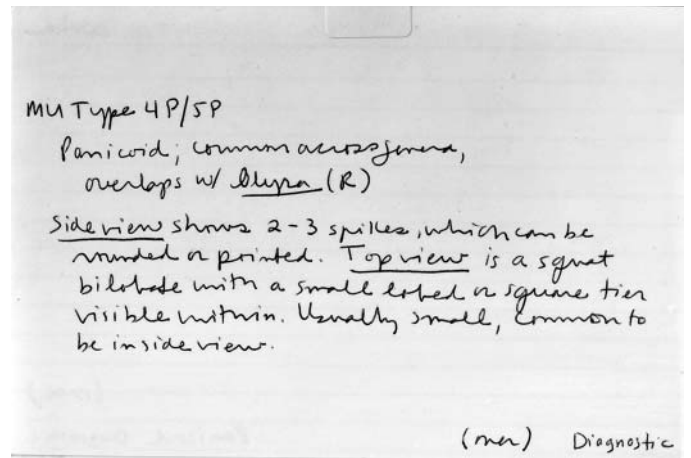 MU Type 4P/5P
Panicoid; common across genera,
overlaps w/ (R)
Side view shows 2-3 spikes, which can be
rounded or pointed. Top view is a squat
bilobate with a small lobed or square tier
visible within. Usually small, common to
be in side view.
(over) Diagnostic